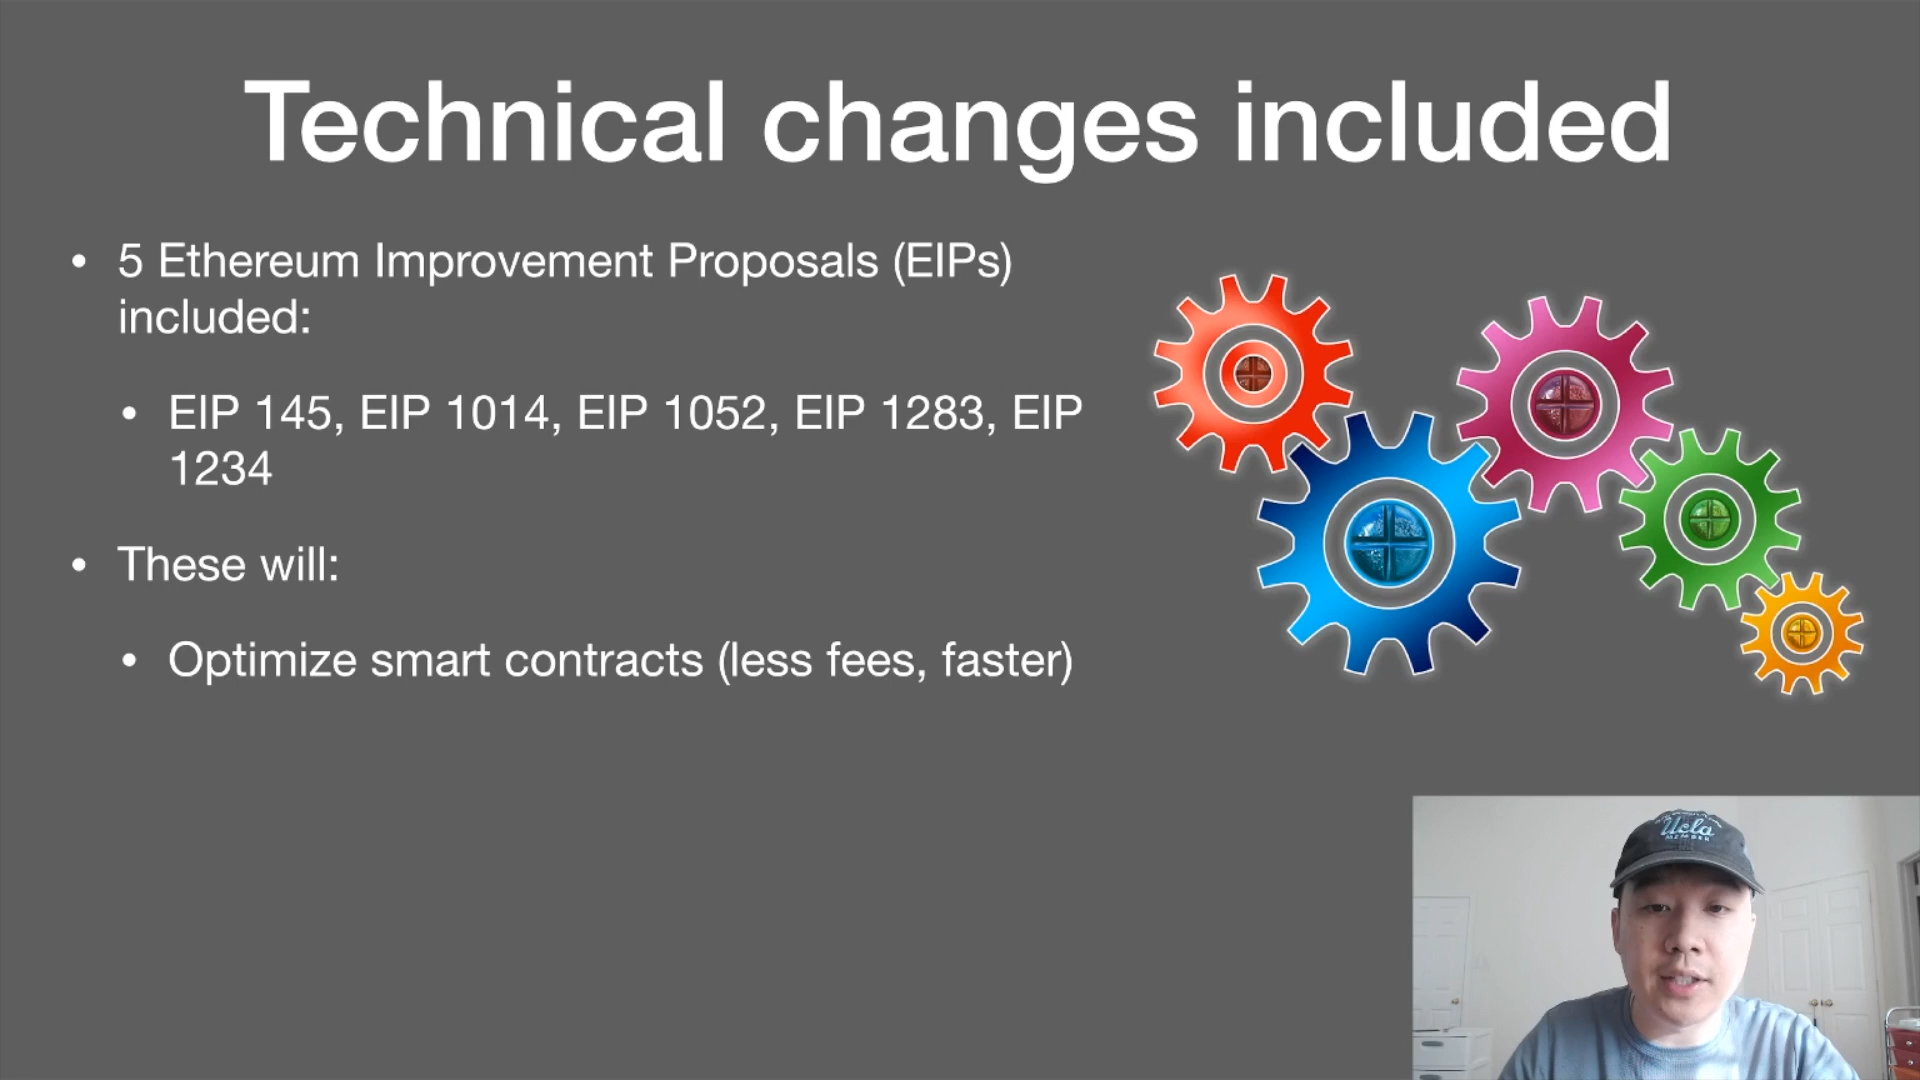 Technical changes included
• 5 Ethereum Improvement Proposals (EIPs)
included:
• EIP 145, EIP 1014, EIP 1052, EIP 1283, EIP
1234
• These will:
• Optimize smart contracts (less fees, faster)
Ucla
MEMBER